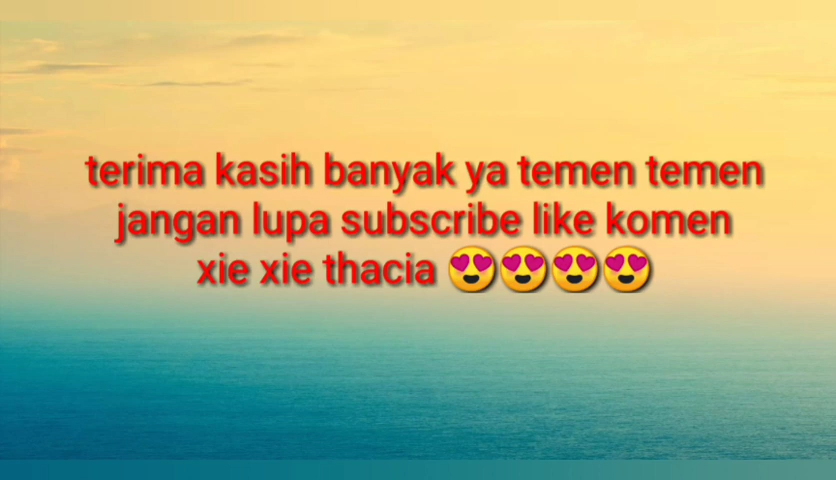 terima kasih banyak ya temen temen
jangan lupa subscribe like komen
xie xie thacia 😍😍😍😍